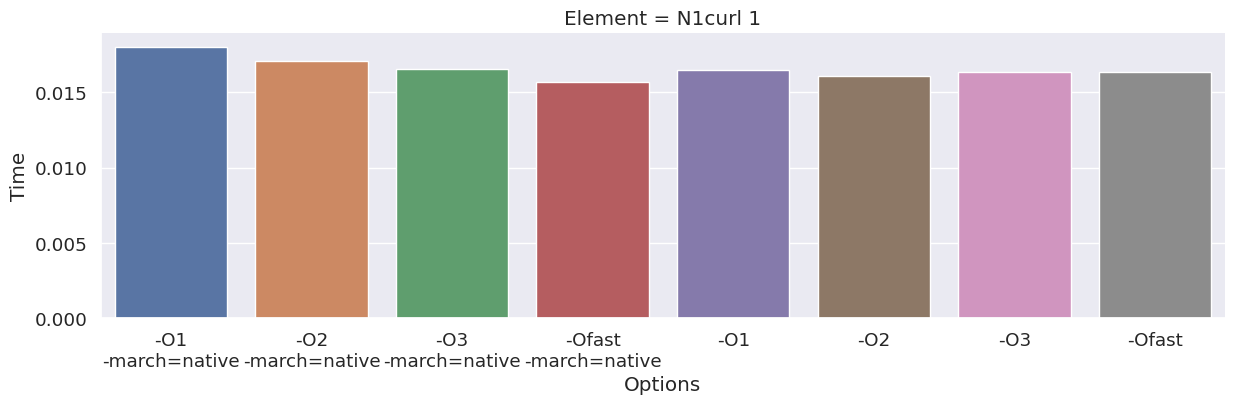 Element = N1curl 1
Time
0.015
0.010
0.005
0.000
-O1 -O2 -O3 -Ofast -O1 -O2 -O3 -Ofast
-march=native -march=native -march=native -march=native
Options